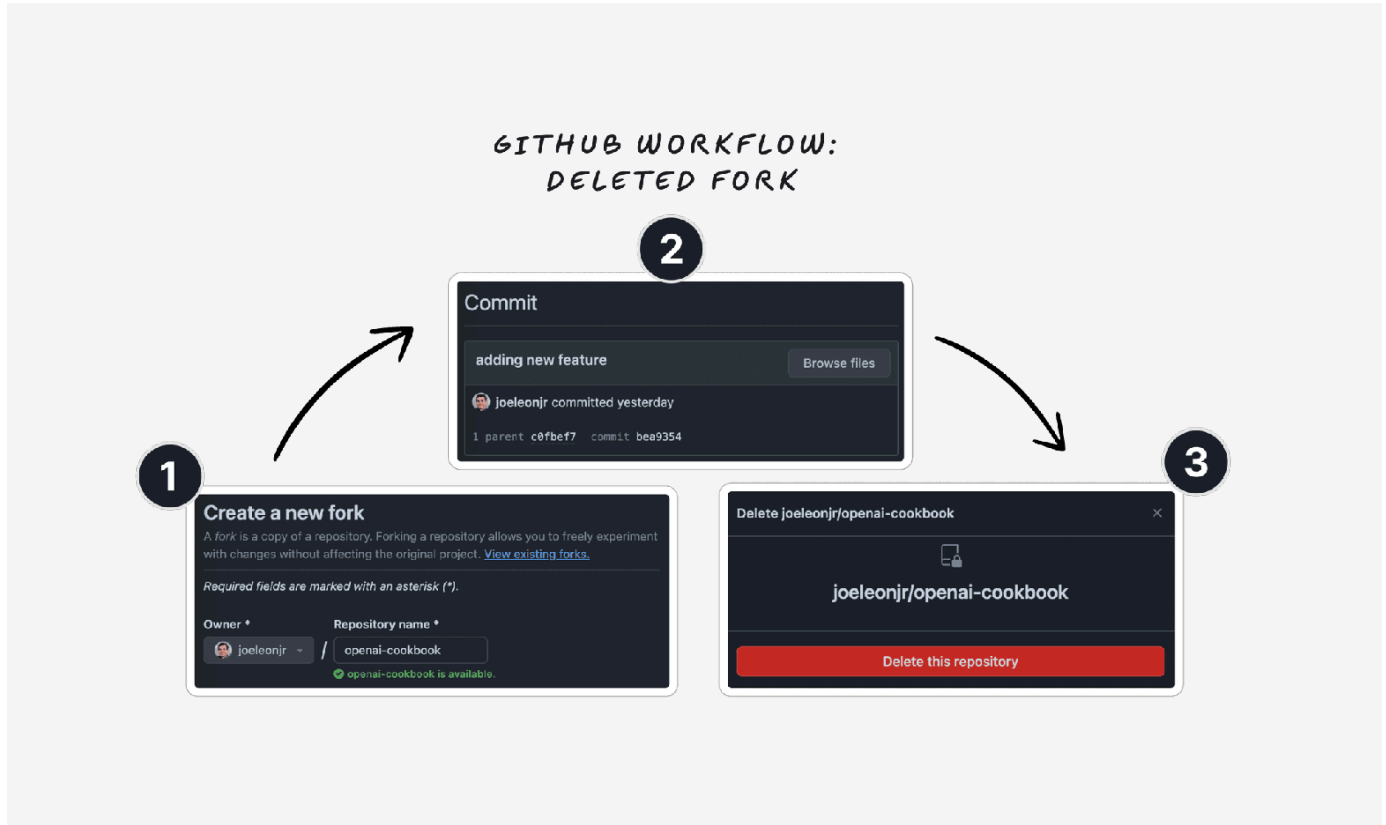 GITHUB WORKFLOW:
DELETED FORK
1
Create a new fork
A fork is a copy of a repository. Forking a repository allows you to freely experiment
with changes without affecting the original project. View existing forks.
Required fields are marked with an asterisk (*).
Owner *
Repository name *
joeleonjr
/
openai-cookbook
openai-cookbook is available.
2
Commit
adding new feature
Browse files
joeleonjr committed yesterday
1 parent c0fbef7 commit bea9354
3
Delete joeleonjr/openai-cookbook
×
joeleonjr/openai-cookbook
Delete this repository